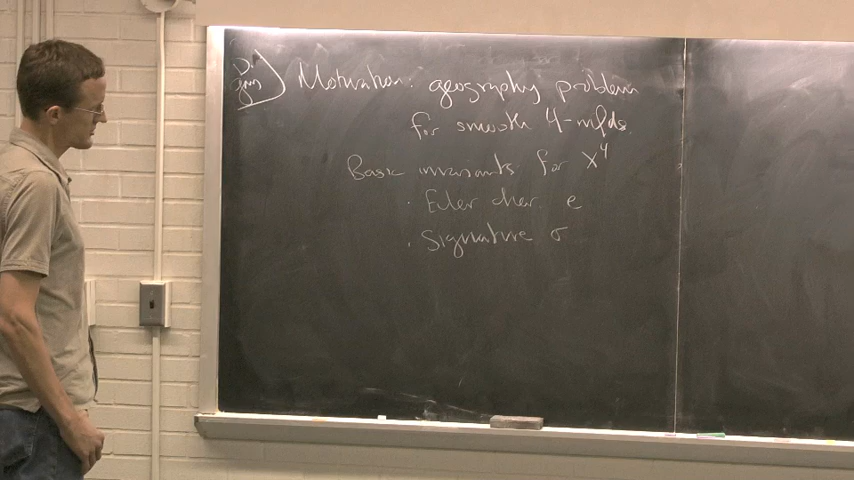 Motivation: geography problem
for smooth 4-mfds
Basic invariants for X⁴
· Euler char. e
· Signature σ